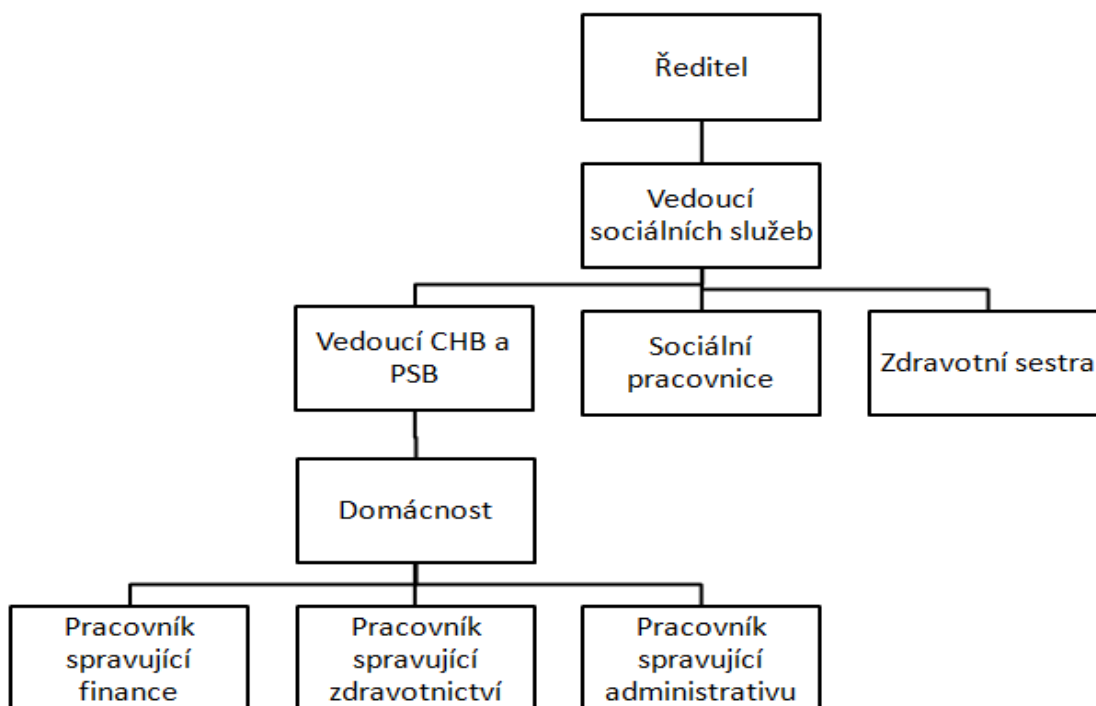 Ředitel
Vedoucí
sociálních služeb
Vedoucí CHB a
PSB
Sociální
pracovnice
Zdravotní sestra
Domácnost
Pracovník
spravující
finance
Pracovník
spravující
zdravotnictví
Pracovník
spravující
administrativu